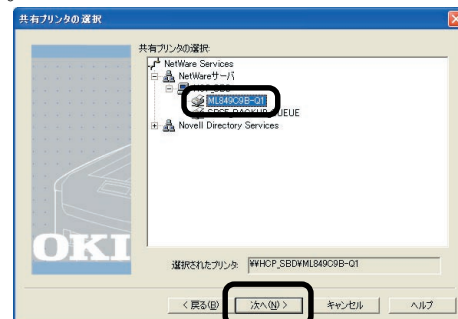 共有プリンタの選択
共有プリンタの選択:
NetWare Services
NetWareサーバ
HCP_SBD
ML849C9B-Q1
Novell Directory Services
OKI
選択されたプリンタ: ¥¥HCP_SBD¥ML849C9B-Q1
< 戻る(B)
次へ(N) >
キャンセル
ヘルプ